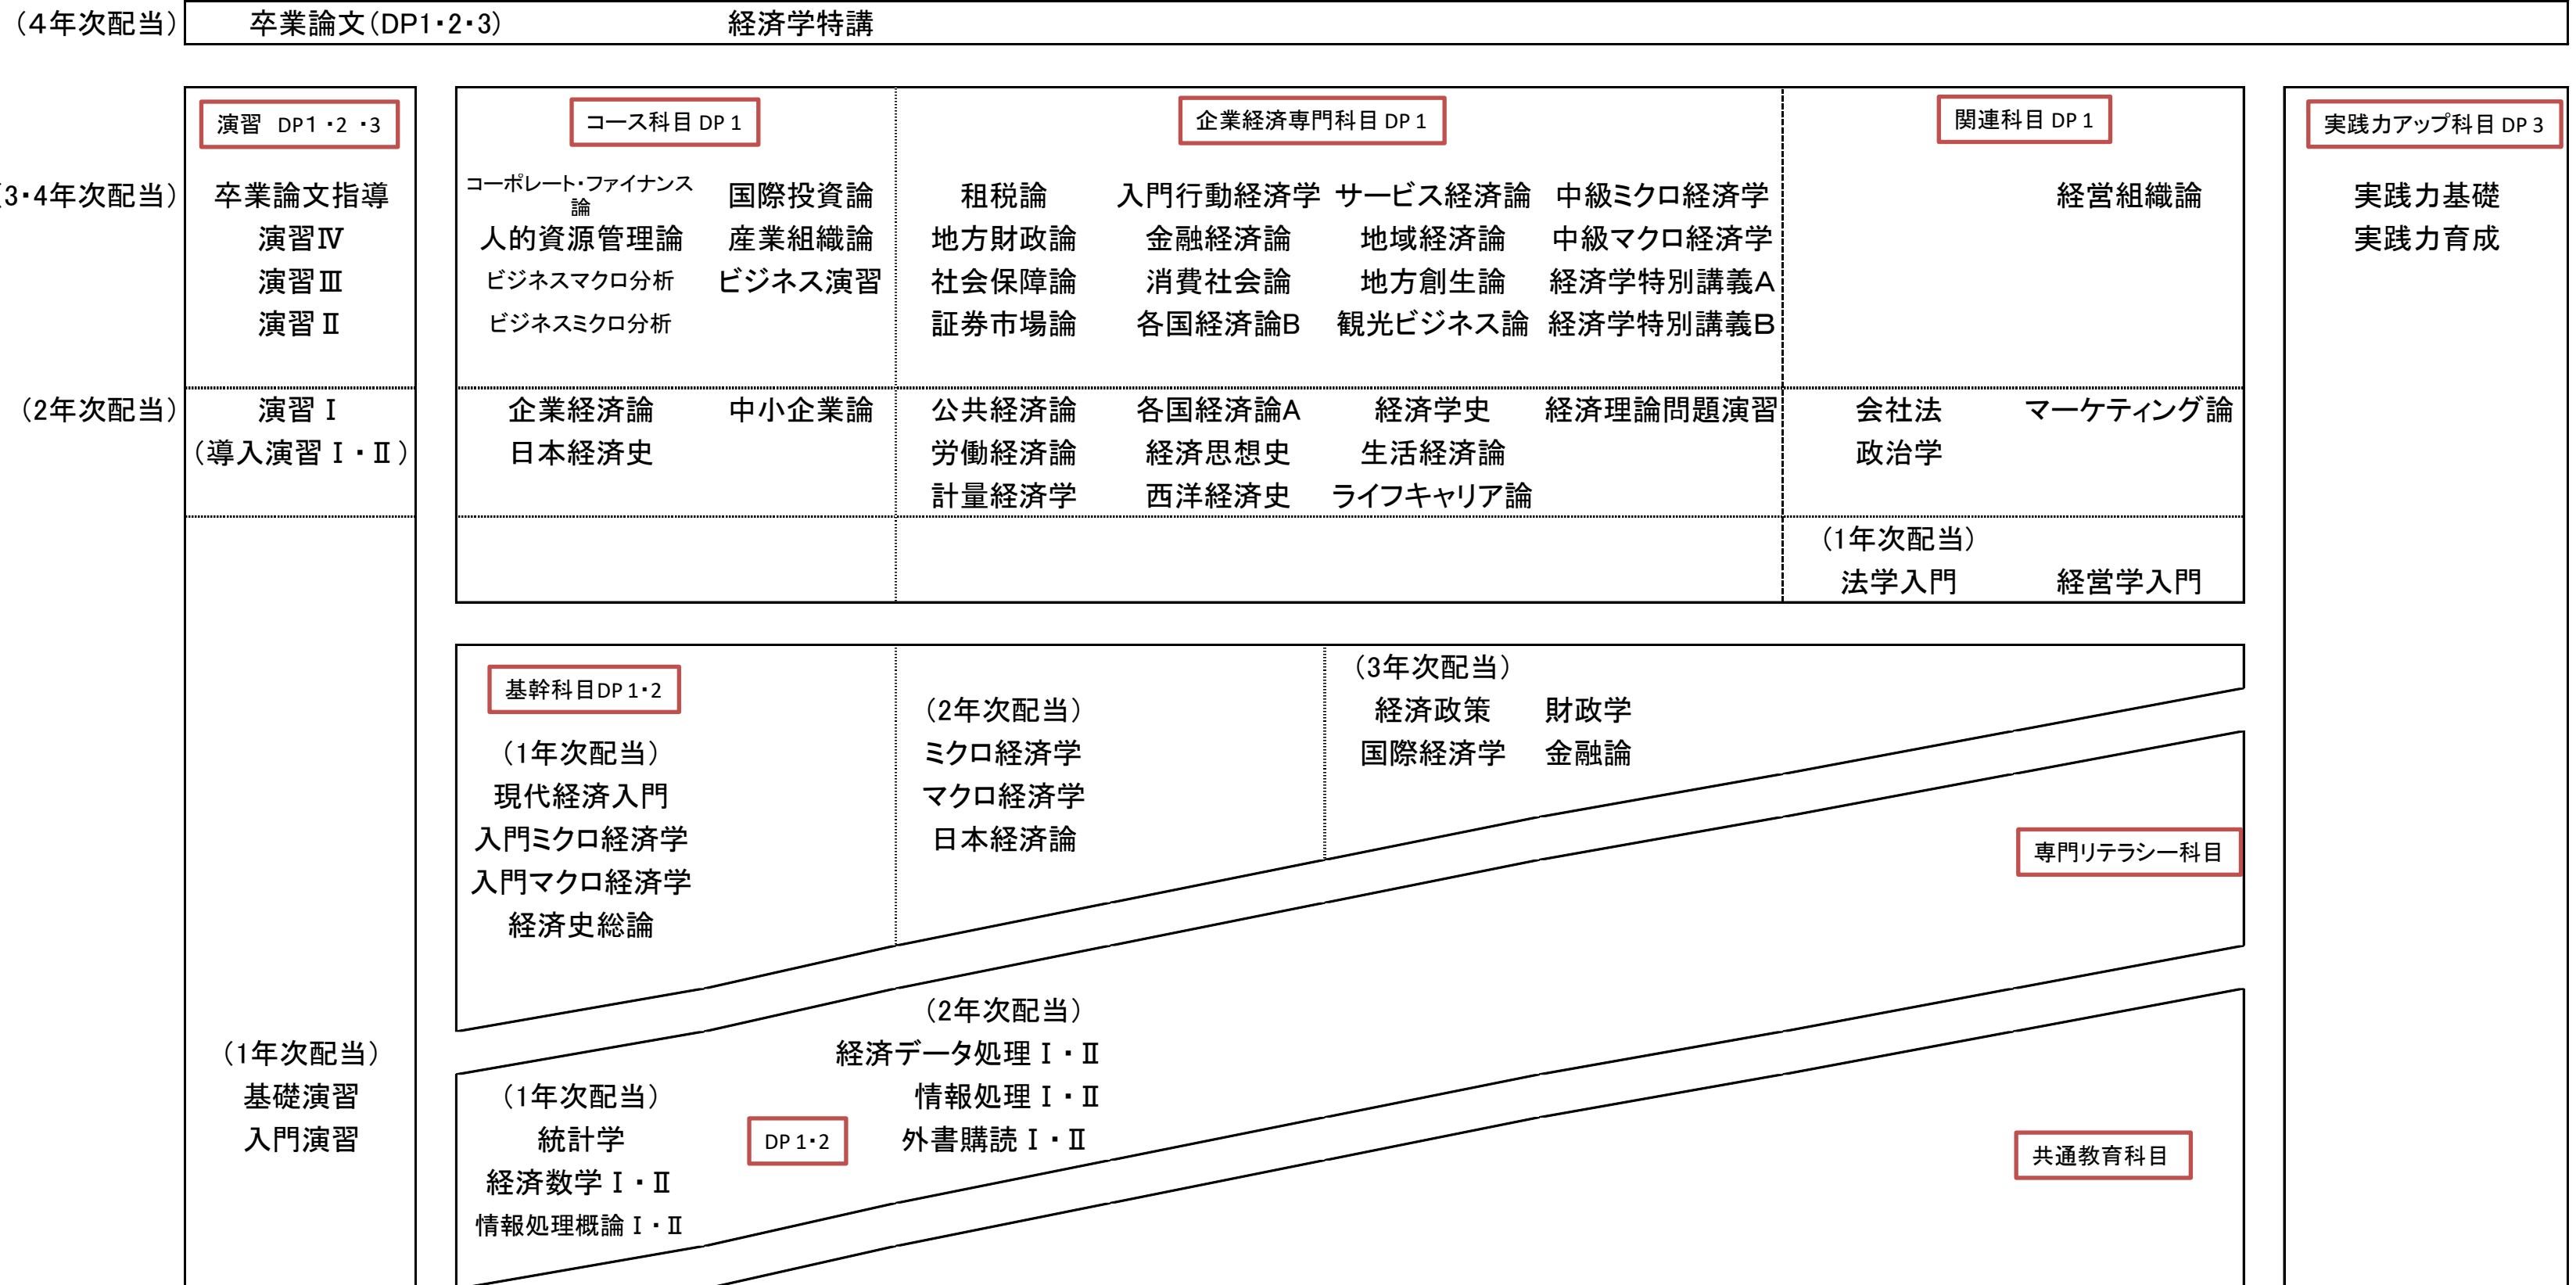 （4年次配当） 卒業論文（DP1・2・3） 経済学特講
演習 DP1・2・3 コース科目 DP 1 企業経済専門科目 DP 1 関連科目 DP 1 実践力アップ科目 DP 3
3・4年次配当） 卒業論文指導 コーポレート・ファイナンス論 国際投資論 租税論 入門行動経済学 サービス経済論 中級ミクロ経済学 経営組織論 実践力基礎
演習Ⅳ 人的資源管理論 産業組織論 地方財政論 金融経済論 地域経済論 中級マクロ経済学 実践力育成
演習Ⅲ ビジネスマクロ分析 ビジネス演習 社会保障論 消費社会論 地方創生論 経済学特別講義A
演習Ⅱ ビジネスミクロ分析 証券市場論 各国経済論B 観光ビジネス論 経済学特別講義B
（2年次配当） 演習Ⅰ 企業経済論 中小企業論 公共経済論 各国経済論A 経済学史 経済理論問題演習 会社法 マーケティング論
（導入演習Ⅰ・Ⅱ） 日本経済史 労働経済論 経済思想史 生活経済論 政治学
計量経済学 西洋経済史 ライフキャリア論
（1年次配当）
法学入門 経営学入門
（3年次配当）
基幹科目DP 1・2 （2年次配当） 経済政策 財政学
（1年次配当） ミクロ経済学 国際経済学 金融論
現代経済入門 マクロ経済学
入門ミクロ経済学 日本経済論 専門リテラシー科目
入門マクロ経済学
経済史総論
（2年次配当）
（1年次配当） 経済データ処理Ⅰ・Ⅱ
基礎演習 （1年次配当） 情報処理Ⅰ・Ⅱ
入門演習 統計学 DP 1・2 外書購読Ⅰ・Ⅱ 共通教育科目
経済数学Ⅰ・Ⅱ
情報処理概論Ⅰ・Ⅱ